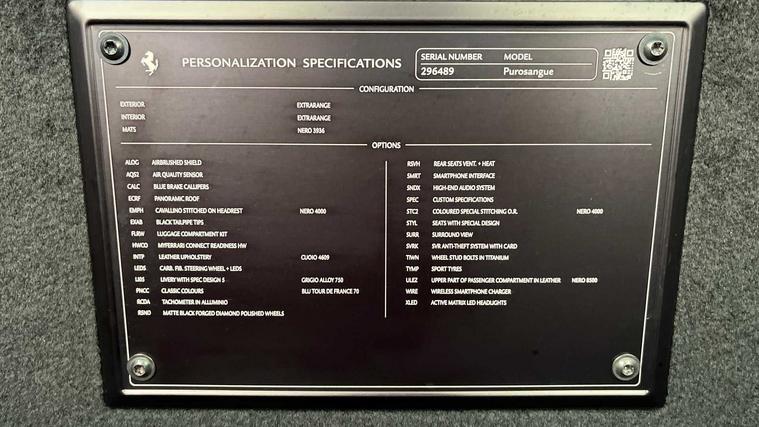 PERSONALIZATION SPECIFICATIONS
SERIAL NUMBER MODEL
296489 Purosangue
CONFIGURATION
EXTERIOR EXTRARANGE
INTERIOR EXTRARANGE
MATS NERO 3936
OPTIONS
ALOG AIRBRUSHED SHIELD
AQS2 AIR QUALITY SENSOR
CALC BLUE BRAKE CALLIPERS
ECRF PANORAMIC ROOF
EMPH CAVALLINO STITCHED ON HEADREST NERO 4000
EXAB BLACK TAILPIPE TIPS
FLRW LUGGAGE COMPARTMENT KIT
HWCO MYFERRARI CONNECT READINESS HW
INTP LEATHER UPHOLSTERY CUOIO 4609
LEDS CARB. FIB. STEERING WHEEL + LEDS
LIR5 LIVERY WITH SPEC DESIGN 5 GRIGIO ALLOY 750
PNCC CLASSIC COLOURS BLU TOUR DE FRANCE 70
RCDA TACHOMETER IN ALLUMINIO
RSND MATTE BLACK FORGED DIAMOND POLISHED WHEELS
RSVH REAR SEATS VENT. + HEAT
SMRT SMARTPHONE INTERFACE
SNDX HIGH-END AUDIO SYSTEM
SPEC CUSTOM SPECIFICATIONS
STC2 COLOURED SPECIAL STITCHING O.R. NERO 4000
STYL SEATS WITH SPECIAL DESIGN
SURR SURROUND VIEW
SVRK SVR ANTI-THEFT SYSTEM WITH CARD
TIWN WHEEL STUD BOLTS IN TITANIUM
TYMP SPORT TYRES
ULEZ UPPER PART OF PASSENGER COMPARTMENT IN LEATHER NERO 8500
WIRE WIRELESS SMARTPHONE CHARGER
XLED ACTIVE MATRIX LED HEADLIGHTS